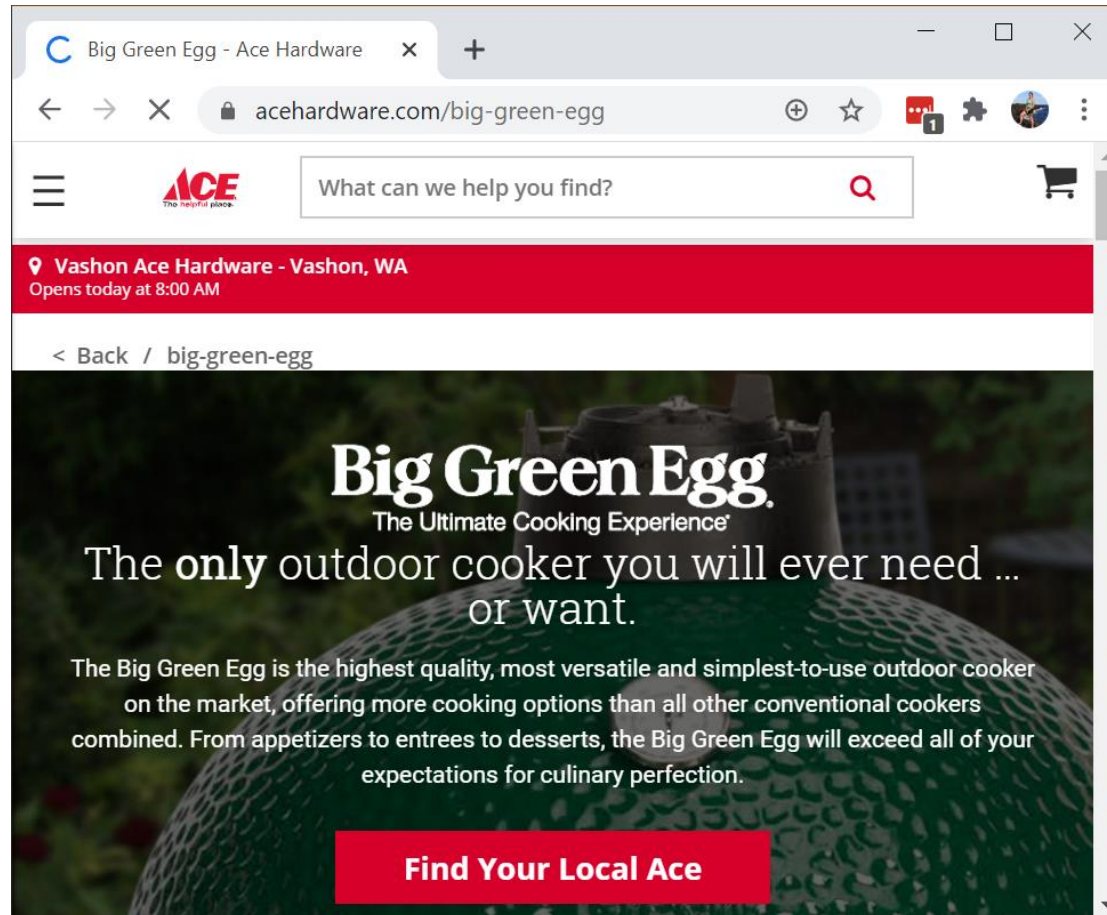 Big Green Egg - Ace Hardware
acehardware.com/big-green-egg
1
ACE
The helpful place.
What can we help you find?
Vashon Ace Hardware - Vashon, WA
Opens today at 8:00 AM
< Back / big-green-egg
Big Green Egg®
The Ultimate Cooking Experience®
The only outdoor cooker you will ever need ...
or want.
The Big Green Egg is the highest quality, most versatile and simplest-to-use outdoor cooker
on the market, offering more cooking options than all other conventional cookers
combined. From appetizers to entrees to desserts, the Big Green Egg will exceed all of your
expectations for culinary perfection.
Find Your Local Ace